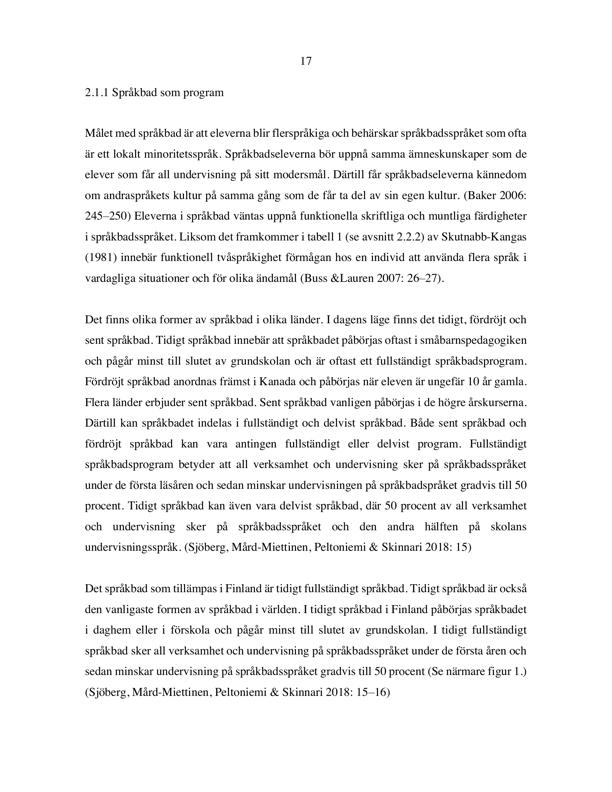 17
2.1.1 Språkbad som program
Målet med språkbad är att eleverna blir flerspråkiga och behärskar språkbadsspråket som ofta
är ett lokalt minoritetsspråk. Språkbadseleverna bör uppnå samma ämneskunskaper som de
elever som får all undervisning på sitt modersmål. Därtill får språkbadseleverna kännedom
om andraspråkets kultur på samma gång som de får ta del av sin egen kultur. (Baker 2006:
245–250) Eleverna i språkbad väntas uppnå funktionella skriftliga och muntliga färdigheter
i språkbadsspråket. Liksom det framkommer i tabell 1 (se avsnitt 2.2.2) av Skutnabb-Kangas
(1981) innebär funktionell tvåspråkighet förmågan hos en individ att använda flera språk i
vardagliga situationer och för olika ändamål (Buss &Lauren 2007: 26–27).
Det finns olika former av språkbad i olika länder. I dagens läge finns det tidigt, fördröjt och
sent språkbad. Tidigt språkbad innebär att språkbadet påbörjas oftast i småbarnspedagogiken
och pågår minst till slutet av grundskolan och är oftast ett fullständigt språkbadsprogram.
Fördröjt språkbad anordnas främst i Kanada och påbörjas när eleven är ungefär 10 år gamla.
Flera länder erbjuder sent språkbad. Sent språkbad vanligen påbörjas i de högre årskurserna.
Därtill kan språkbadet indelas i fullständigt och delvist språkbad. Både sent språkbad och
fördröjt språkbad kan vara antingen fullständigt eller delvist program. Fullständigt
språkbadsprogram betyder att all verksamhet och undervisning sker på språkbadsspråket
under de första läsåren och sedan minskar undervisningen på språkbadspråket gradvis till 50
procent. Tidigt språkbad kan även vara delvist språkbad, där 50 procent av all verksamhet
och undervisning sker på språkbadsspråket och den andra hälften på skolans
undervisningsspråk. (Sjöberg, Mård-Miettinen, Peltoniemi & Skinnari 2018: 15)
Det språkbad som tillämpas i Finland är tidigt fullständigt språkbad. Tidigt språkbad är också
den vanligaste formen av språkbad i världen. I tidigt språkbad i Finland påbörjas språkbadet
i daghem eller i förskola och pågår minst till slutet av grundskolan. I tidigt fullständigt
språkbad sker all verksamhet och undervisning på språkbadsspråket under de första åren och
sedan minskar undervisning på språkbadsspråket gradvis till 50 procent (Se närmare figur 1.)
(Sjöberg, Mård-Miettinen, Peltoniemi & Skinnari 2018: 15–16)